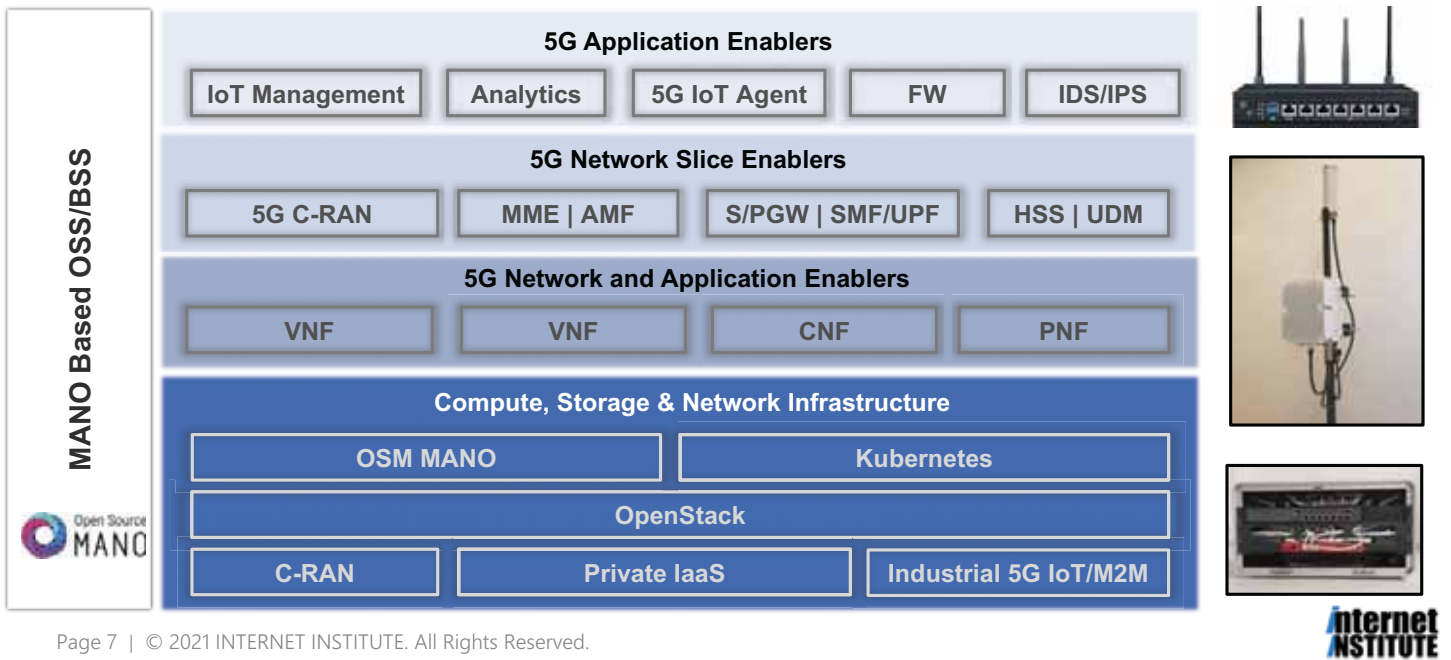 MANO Based OSS/BSS
Open Source
MANO
5G Application Enablers
IoT Management
Analytics
5G IoT Agent
FW
IDS/IPS
5G Network Slice Enablers
5G C-RAN
MME | AMF
S/PGW | SMF/UPF
HSS | UDM
5G Network and Application Enablers
VNF
VNF
CNF
PNF
Compute, Storage & Network Infrastructure
OSM MANO
Kubernetes
OpenStack
C-RAN
Private IaaS
Industrial 5G IoT/M2M
Page 7 | © 2021 INTERNET INSTITUTE. All Rights Reserved.
internet
INSTITUTE